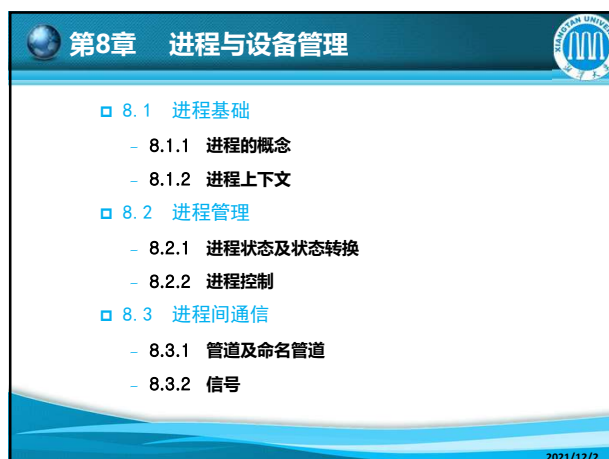 第8章 进程与设备管理
8.1 进程基础
8.1.1 进程的概念
8.1.2 进程上下文
8.2 进程管理
8.2.1 进程状态及状态转换
8.2.2 进程控制
8.3 进程间通信
8.3.1 管道及命名管道
8.3.2 信号
2021/12/2